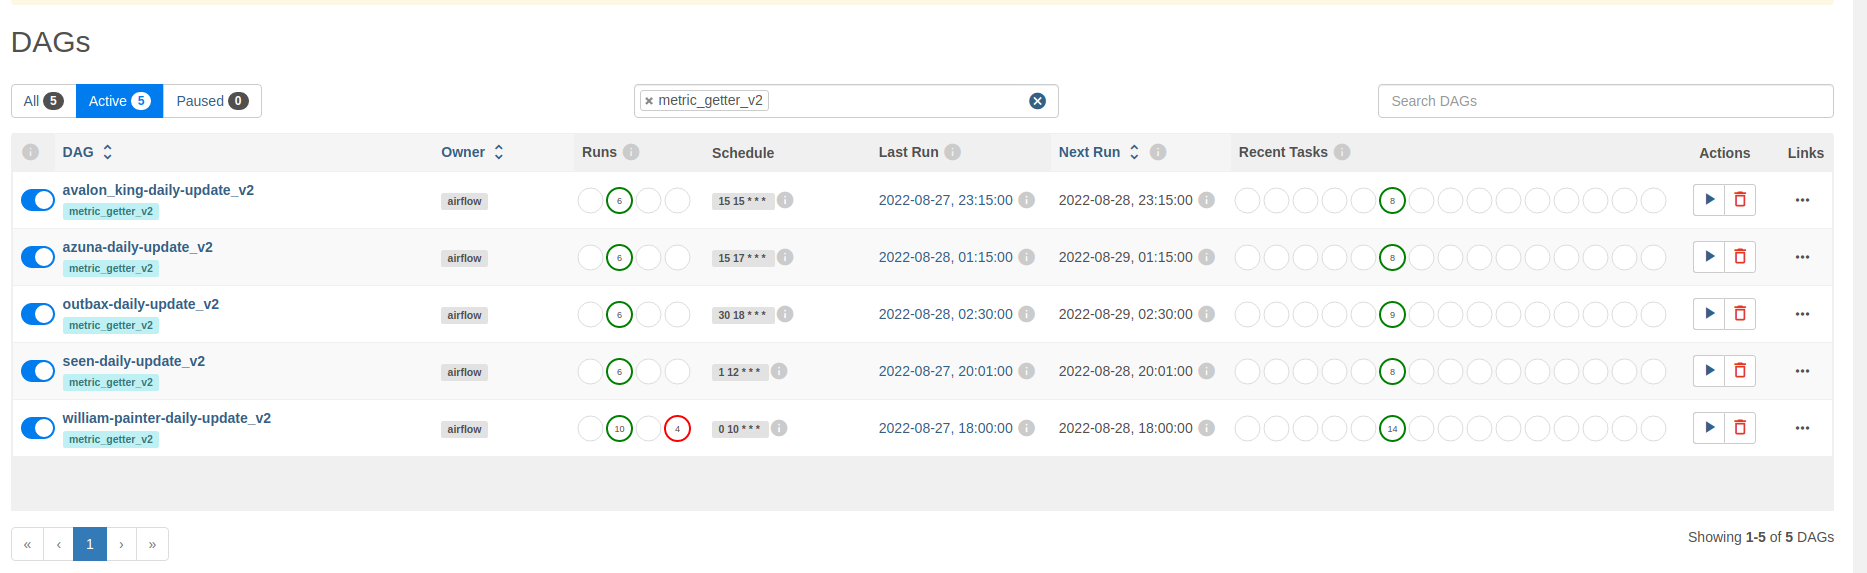 DAGs
All 5 Active 5 Paused 0 metric_getter_v2 Search DAGs
DAG Owner Runs Schedule Last Run Next Run Recent Tasks Actions Links
avalon_king-daily-update_v2
metric_getter_v2 airflow 6 15 15 * * * 2022-08-27, 23:15:00 2022-08-28, 23:15:00 8
azuna-daily-update_v2
metric_getter_v2 airflow 6 15 17 * * * 2022-08-28, 01:15:00 2022-08-29, 01:15:00 8
outbax-daily-update_v2
metric_getter_v2 airflow 6 30 18 * * * 2022-08-28, 02:30:00 2022-08-29, 02:30:00 9
seen-daily-update_v2
metric_getter_v2 airflow 6 1 12 * * * 2022-08-27, 20:01:00 2022-08-28, 20:01:00 8
william-painter-daily-update_v2
metric_getter_v2 airflow 10 4 0 10 * * * 2022-08-27, 18:00:00 2022-08-28, 18:00:00 14
« ‹ 1 › » Showing 1-5 of 5 DAGs